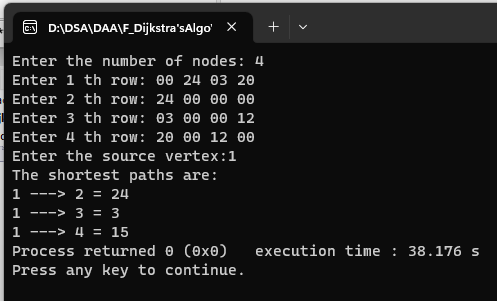 D:\DSA\DAA\F_Dijkstra'sAlgo
Enter the number of nodes: 4
Enter 1 th row: 00 24 03 20
Enter 2 th row: 24 00 00 00
Enter 3 th row: 03 00 00 12
Enter 4 th row: 20 00 12 00
Enter the source vertex:1
The shortest paths are:
1 ---> 2 = 24
1 ---> 3 = 3
1 ---> 4 = 15
Process returned 0 (0x0)   execution time : 38.176 s
Press any key to continue.